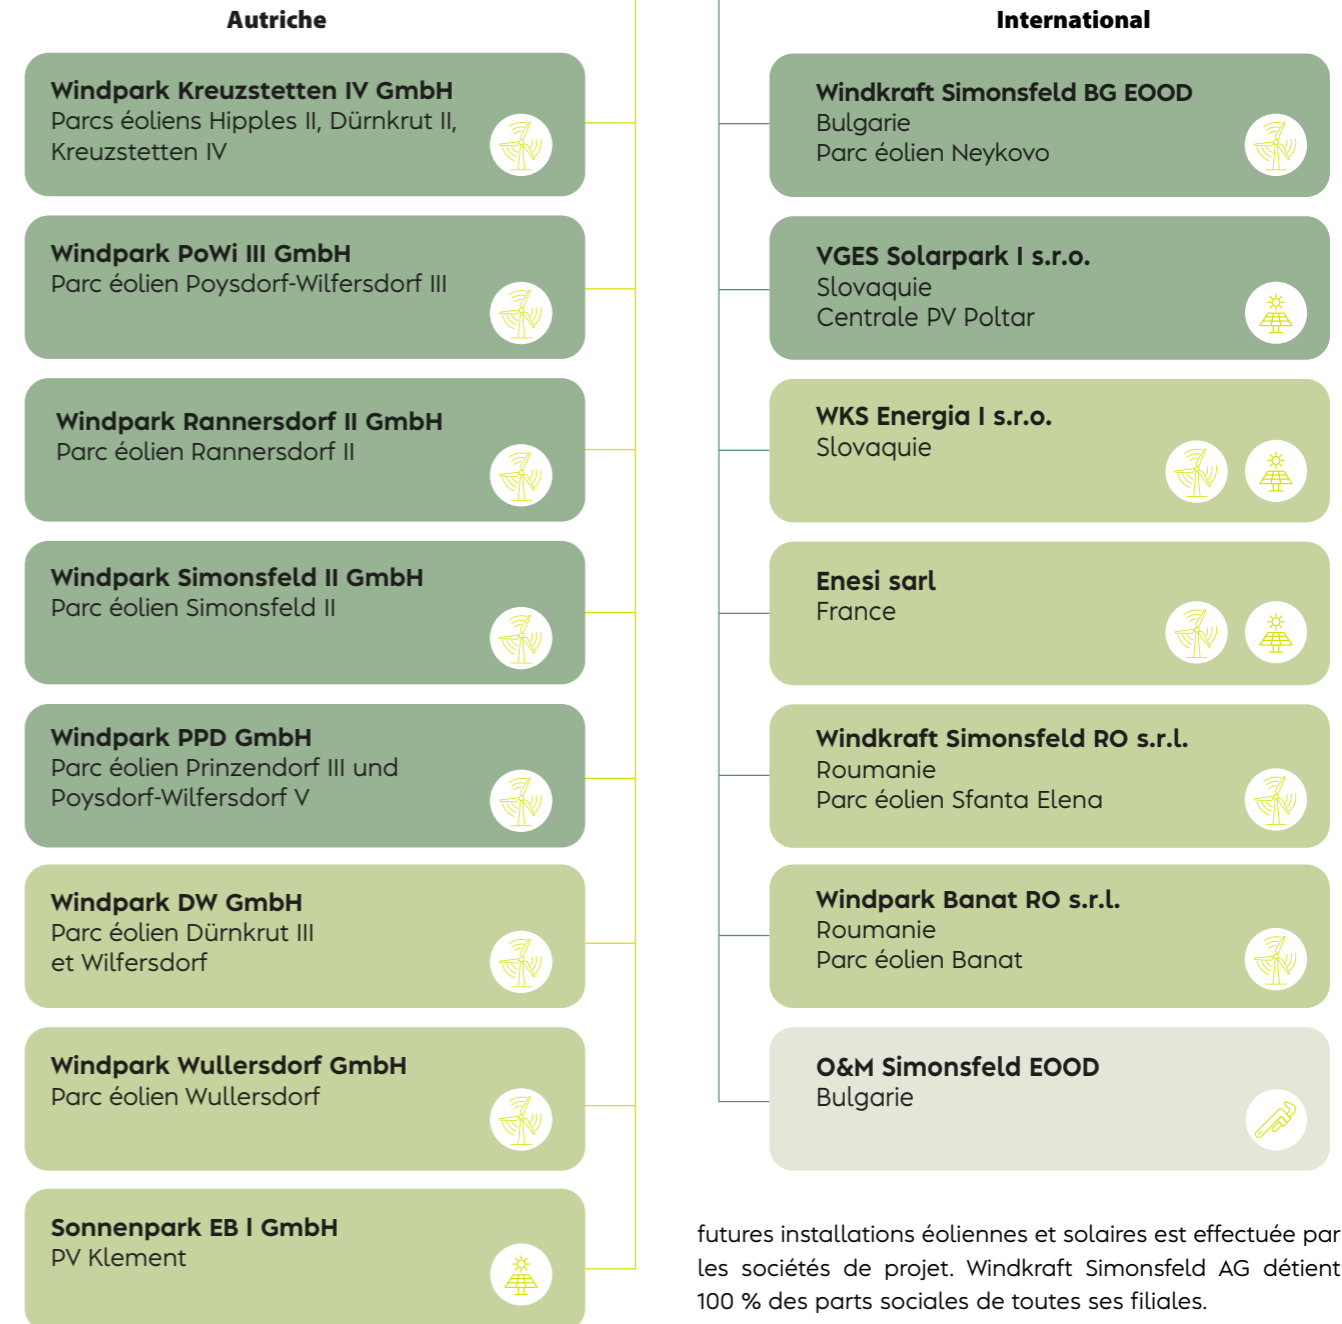 Autriche
Windpark Kreuzstetten IV GmbH
Parcs éoliens Hipples II, Dürnkrut II,
Kreuzstetten IV
Windpark PoWi III GmbH
Parc éolien Poysdorf-Wilfersdorf III
Windpark Rannersdorf II GmbH
Parc éolien Rannersdorf II
Windpark Simonsfeld II GmbH
Parc éolien Simonsfeld II
Windpark PPD GmbH
Parc éolien Prinzendorf III und
Poysdorf-Wilfersdorf V
Windpark DW GmbH
Parc éolien Dürnkrut III
et Wilfersdorf
Windpark Wullersdorf GmbH
Parc éolien Wullersdorf
Sonnenpark EB I GmbH
PV Klement
International
Windkraft Simonsfeld BG EOOD
Bulgarie
Parc éolien Neykovo
VGES Solarpark I s.r.o.
Slovaquie
Centrale PV Poltar
WKS Energia I s.r.o.
Slovaquie
Enesi sarl
France
Windkraft Simonsfeld RO s.r.l.
Roumanie
Parc éolien Sfanta Elena
Windpark Banat RO s.r.l.
Roumanie
Parc éolien Banat
O&M Simonsfeld EOOD
Bulgarie
futures installations éoliennes et solaires est effectuée par
les sociétés de projet. Windkraft Simonsfeld AG détient
100 % des parts sociales de toutes ses filiales.